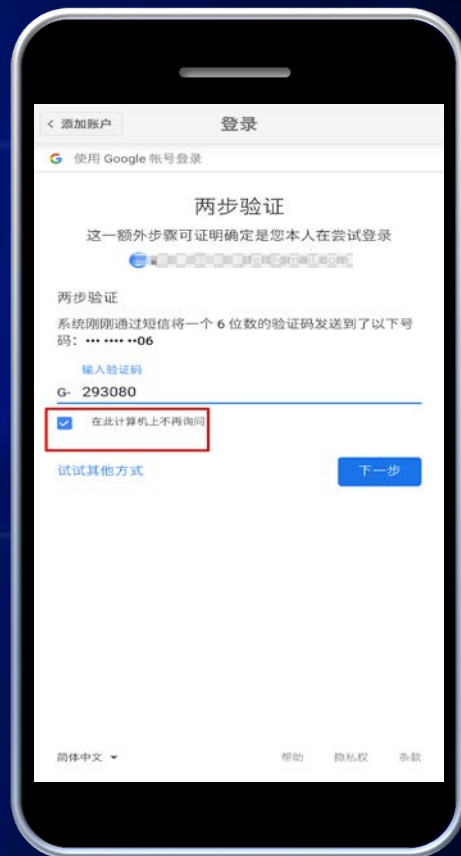 < 添加账户
登录
G 使用 Google 帐号登录
两步验证
这一额外步骤可证明确定是您本人在尝试登录
两步验证
系统刚刚通过短信将一个 6 位数的验证码发送到了以下号
码：••• •••• ••06
输入验证码
G- 293080
在此计算机上不再询问
试试其他方式
下一步
简体中文
帮助
隐私权
条款